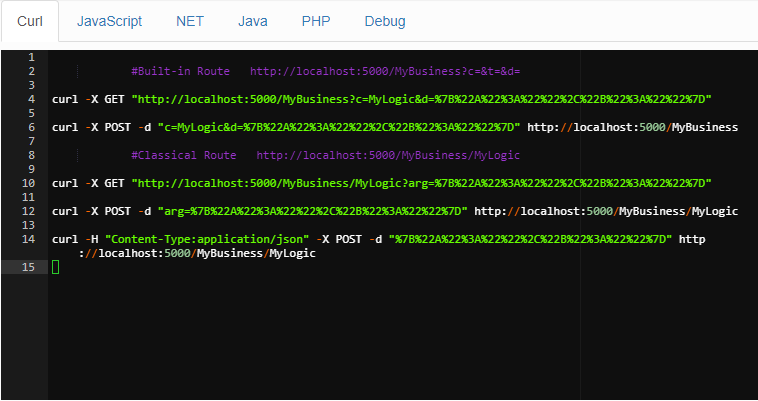 Curl JavaScript NET Java PHP Debug
1
2 #Built-in Route http://localhost:5000/MyBusiness?c=&t=&d=
3
4 curl -X GET "http://localhost:5000/MyBusiness?c=MyLogic&d=%7B%22A%22%3A%22%22%2C%22B%22%3A%22%22%7D"
5
6 curl -X POST -d "c=MyLogic&d=%7B%22A%22%3A%22%22%2C%22B%22%3A%22%22%7D" http://localhost:5000/MyBusiness
7
8 #Classical Route http://localhost:5000/MyBusiness/MyLogic
9
10 curl -X GET "http://localhost:5000/MyBusiness/MyLogic?arg=%7B%22A%22%3A%22%22%2C%22B%22%3A%22%22%7D"
11
12 curl -X POST -d "arg=%7B%22A%22%3A%22%22%2C%22B%22%3A%22%22%7D" http://localhost:5000/MyBusiness/MyLogic
13
14 curl -H "Content-Type:application/json" -X POST -d "%7B%22A%22%3A%22%22%2C%22B%22%3A%22%22%7D" http
://localhost:5000/MyBusiness/MyLogic
15